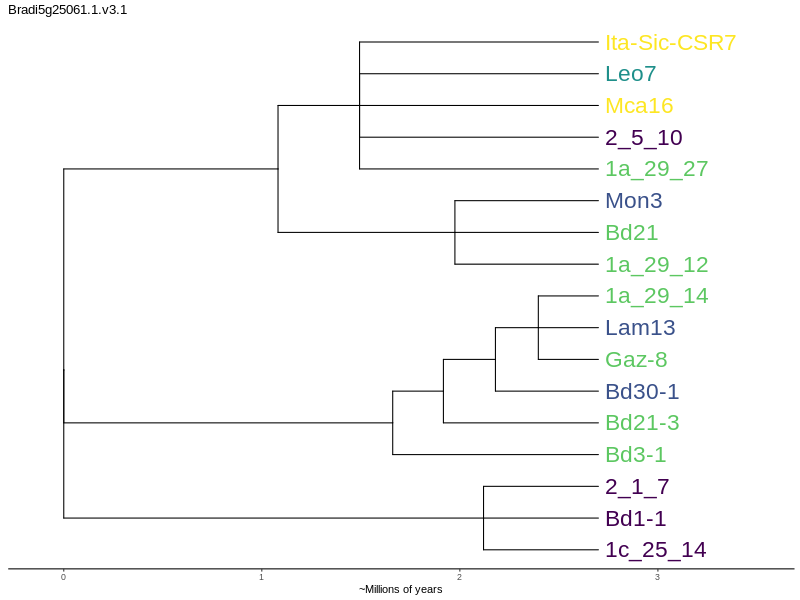 Bradi5g25061.1.v3.1
Ita-Sic-CSR7
Leo7
Mca16
2_5_10
1a_29_27
Mon3
Bd21
1a_29_12
1a_29_14
Lam13
Gaz-8
Bd30-1
Bd21-3
Bd3-1
2_1_7
Bd1-1
1c_25_14
0 1 2 3
~Millions of years